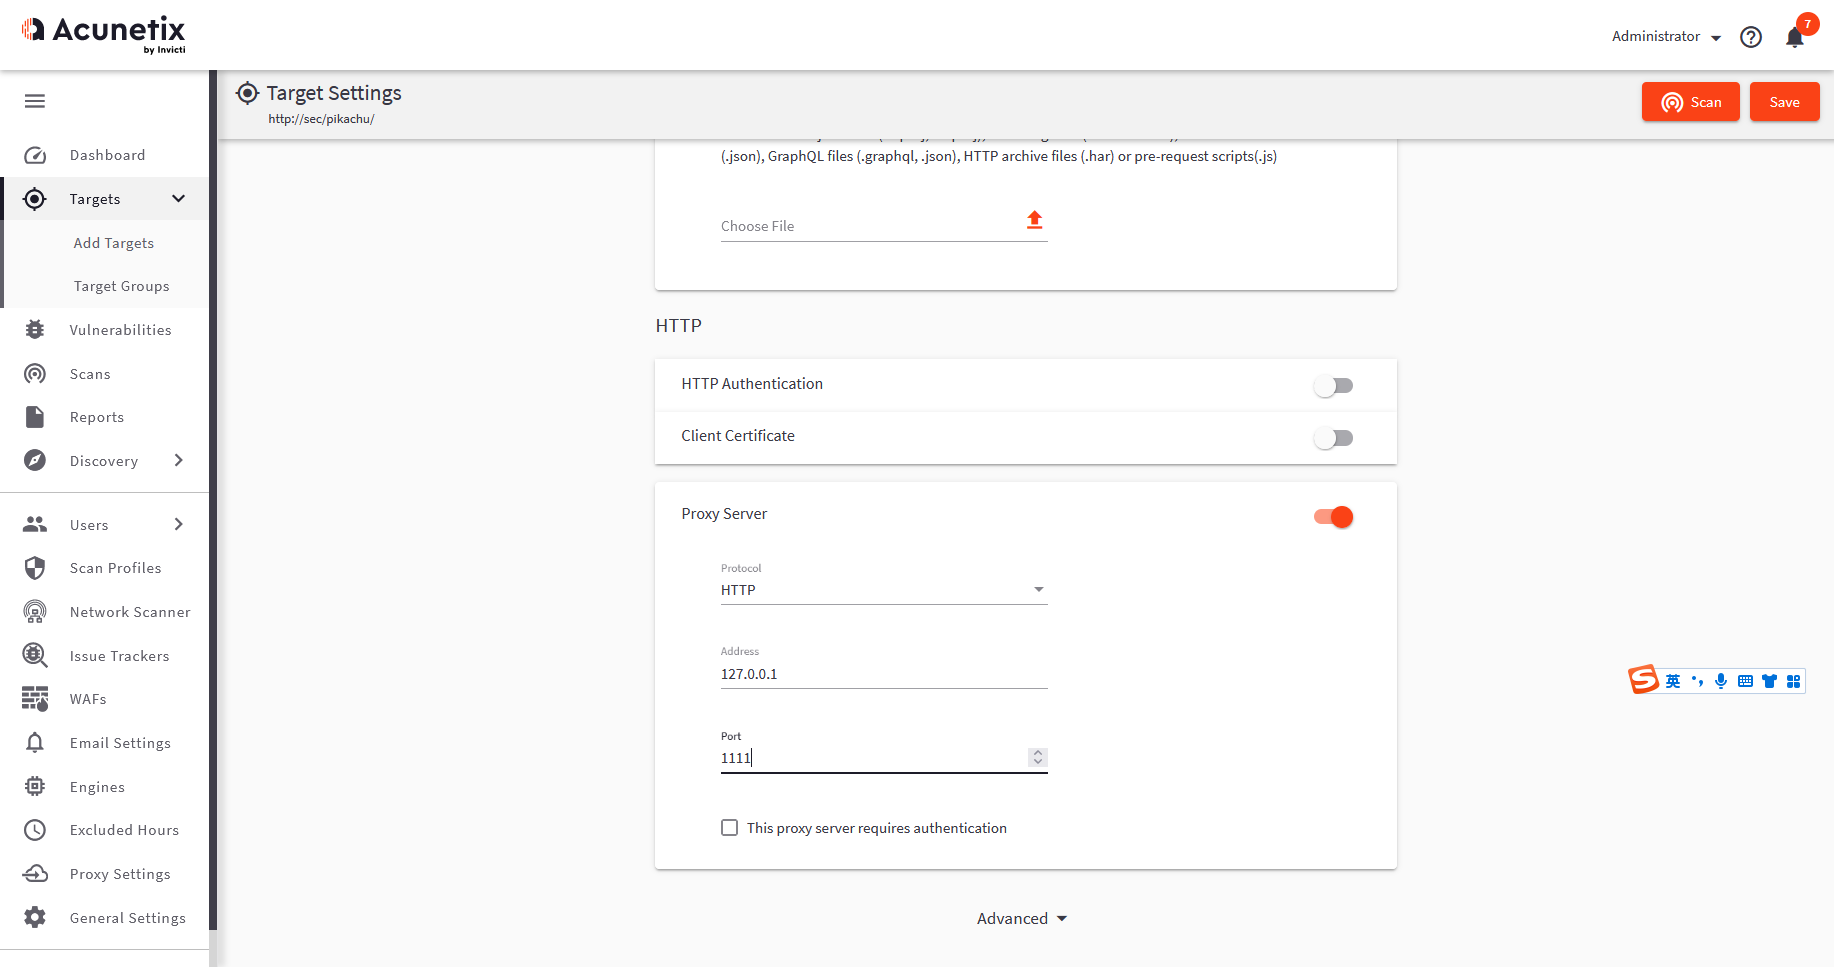 Acunetix
by Invicti
Administrator
7
Target Settings
http://sec/pikachu/
Scan
Save
Dashboard
Targets
Add Targets
Target Groups
Vulnerabilities
Scans
Reports
Discovery
Users
Scan Profiles
Network Scanner
Issue Trackers
WAFs
Email Settings
Engines
Excluded Hours
Proxy Settings
General Settings
(.json), GraphQL files (.graphql, .json), HTTP archive files (.har) or pre-request scripts(.js)
Choose File
HTTP
HTTP Authentication
Client Certificate
Proxy Server
Protocol
HTTP
Address
127.0.0.1
Port
1111
This proxy server requires authentication
Advanced
英